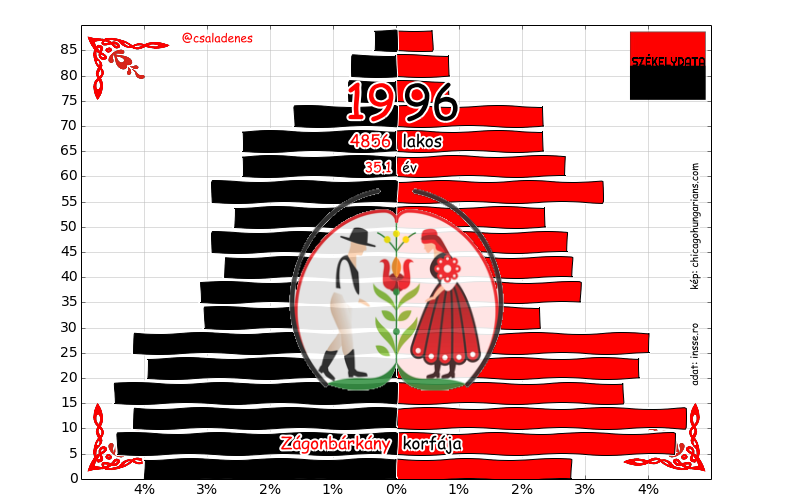 @csaladenes
SZÉKELYDATA
1996
4856 lakos
35.1 év
kép: chicagohungarians.com
adat: insse.ro
Zágonbárkány korfája
85
80
75
70
65
60
55
50
45
40
35
30
25
20
15
10
5
0
4% 3% 2% 1% 0% 1% 2% 3% 4%